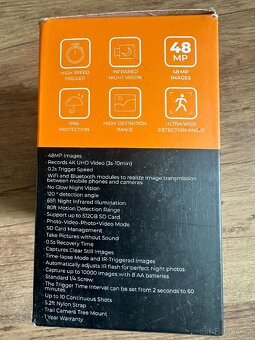 HIGH SPEED
TRIGGER
INFRARED
NIGHT VISION
48
MP
48MP
IMAGES
IP66
PROTECTION
HIGH-DEFINITION
IMAGE
ULTRA-WIDE
DETECTION ANGLE
· 48MP Images
· Records 4K UHD Video (3s-10min)
· 0.2s Trigger Speed
· WiFi and Bluetooth modules to realize image transmission
between mobile phones and cameras
· No Glow Night Vision
· 120° detection angle
· 65ft Night Infrared Illumination
· 80ft Motion Detection Range
· Support up to 512GB SD Card
· Photo-Video-Photo+Video Mode
· SD Card Management
· Take Pictures without Sound
· 0.5s Recovery Time
· Captures Clear Still Images
· Time-lapse Mode and IR-Triggered Images
· Automatically adjusts IR flash for perfect night photos
· Capture up to 10000 images with 8 AA batteries
· Standard 1/4 Screw
· The Trigger Time Interval can be set from 2 seconds to 60
minutes
· Up to 10 Continuous Shots
· 5.2ft Nylon Strap
· Trail Camera Tree Mount
· 1 Year Warranty